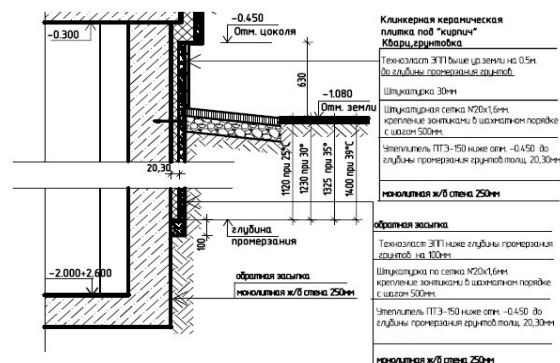 -0.450
Отм. цоколя
-0.300
630
-1.080
Отм. земли
20,30
1120 при 25°С
1230 при 30°
1325 при 35°
1400 при 39°С
100
глубина
промерзания
-2.000÷2,600
обратная засыпка
монолитная ж/б стена 250мм
Клинкерная керамическая
плитка под "кирпич"
Кварц.грунтовка
Техноэласт ЭПП выше ур.земли на 0.5м.
до глубины промерзания грунтов
Штукатурка 30мм
Штукатурная сетка N20х1,6мм.
крепление зонтиками в шахматном порядке
с шагом 500мм.
Утеплитель ПТЭ-150 ниже отм. -0.450 до
глубины промерзания грунтов.толщ. 20,30мм
монолитная ж/б стена 250мм
обратная засыпка
Техноэласт ЭПП ниже глубины промерзания
грунтов на 100мм
Штукатурка по сетка N20х1,6мм.
крепление зонтиками в шахматном порядке
с шагом 500мм.
Утеплитель ПТЭ-150 ниже отм. -0.450 до
глубины промерзания грунтов.толщ. 20,30мм
монолитная ж/б стена 250мм